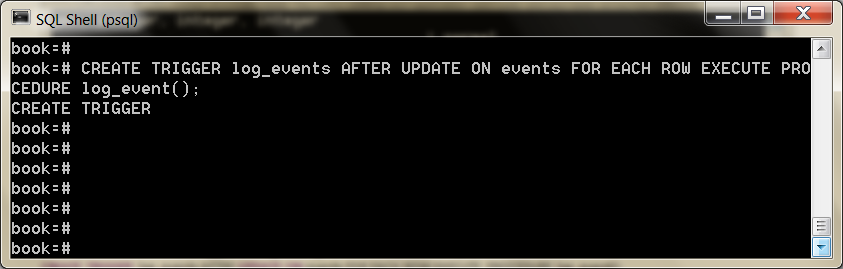 SQL Shell (psql)
book=#
book=# CREATE TRIGGER log_events AFTER UPDATE ON events FOR EACH ROW EXECUTE PRO
CEDURE log_event();
CREATE TRIGGER
book=#
book=#
book=#
book=#
book=#
book=#
book=#